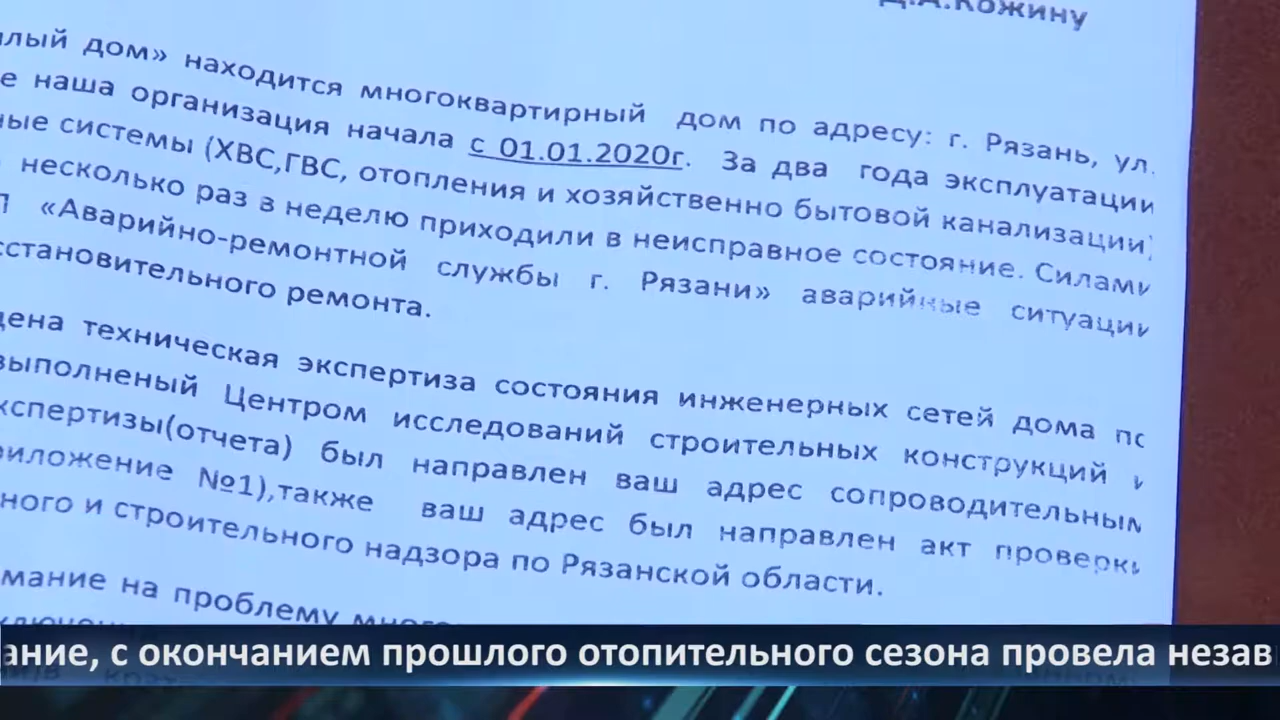 Д.А.Кожину
алый дом» находится многоквартирный дом по адресу: г. Рязань, ул.
е наша организация начала с 01.01.2020г. За два года эксплуатации
ные системы (ХВС,ГВС, отопления и хозяйственно бытовой канализации)
несколько раз в неделю приходили в неисправное состояние. Силами
П «Аварийно-ремонтной службы г. Рязани» аварийные ситуации
сстановительного ремонта.
дена техническая экспертиза состояния инженерных сетей дома по
выполненый Центром исследований строительных конструкций и
кспертизы(отчета) был направлен ваш адрес сопроводительным
риложение №1),также ваш адрес был направлен акт проверки
ного и строительного надзора по Рязанской области.
мание на проблему много
ание, с окончанием прошлого отопительного сезона провела незав